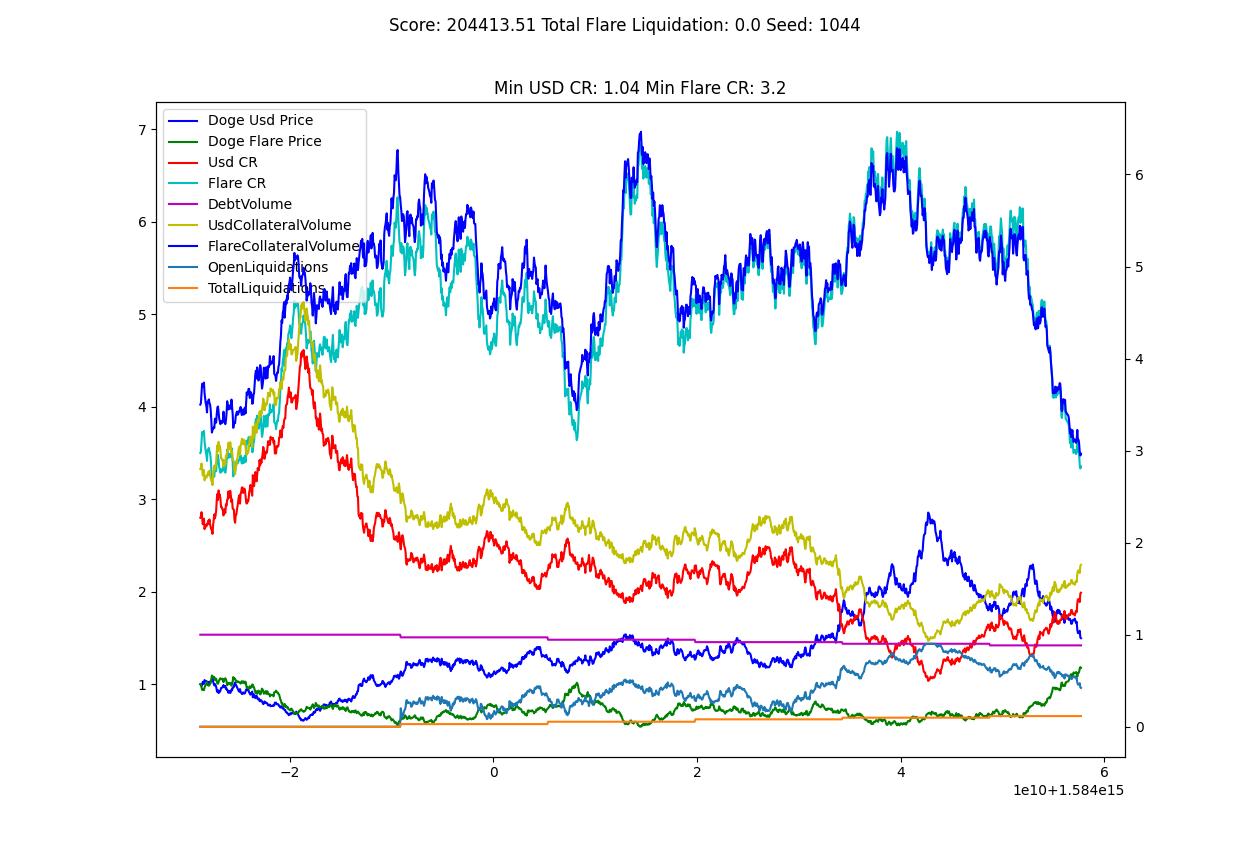 Score: 204413.51 Total Flare Liquidation: 0.0 Seed: 1044
Min USD CR: 1.04 Min Flare CR: 3.2
Doge Usd Price
Doge Flare Price
Usd CR
Flare CR
DebtVolume
UsdCollateralVolume
FlareCollateralVolume
OpenLiquidations
TotalLiquidations
7
6
5
4
3
2
1
6
5
4
3
2
1
0
−2
0
2
4
6
1e10+1.584e15